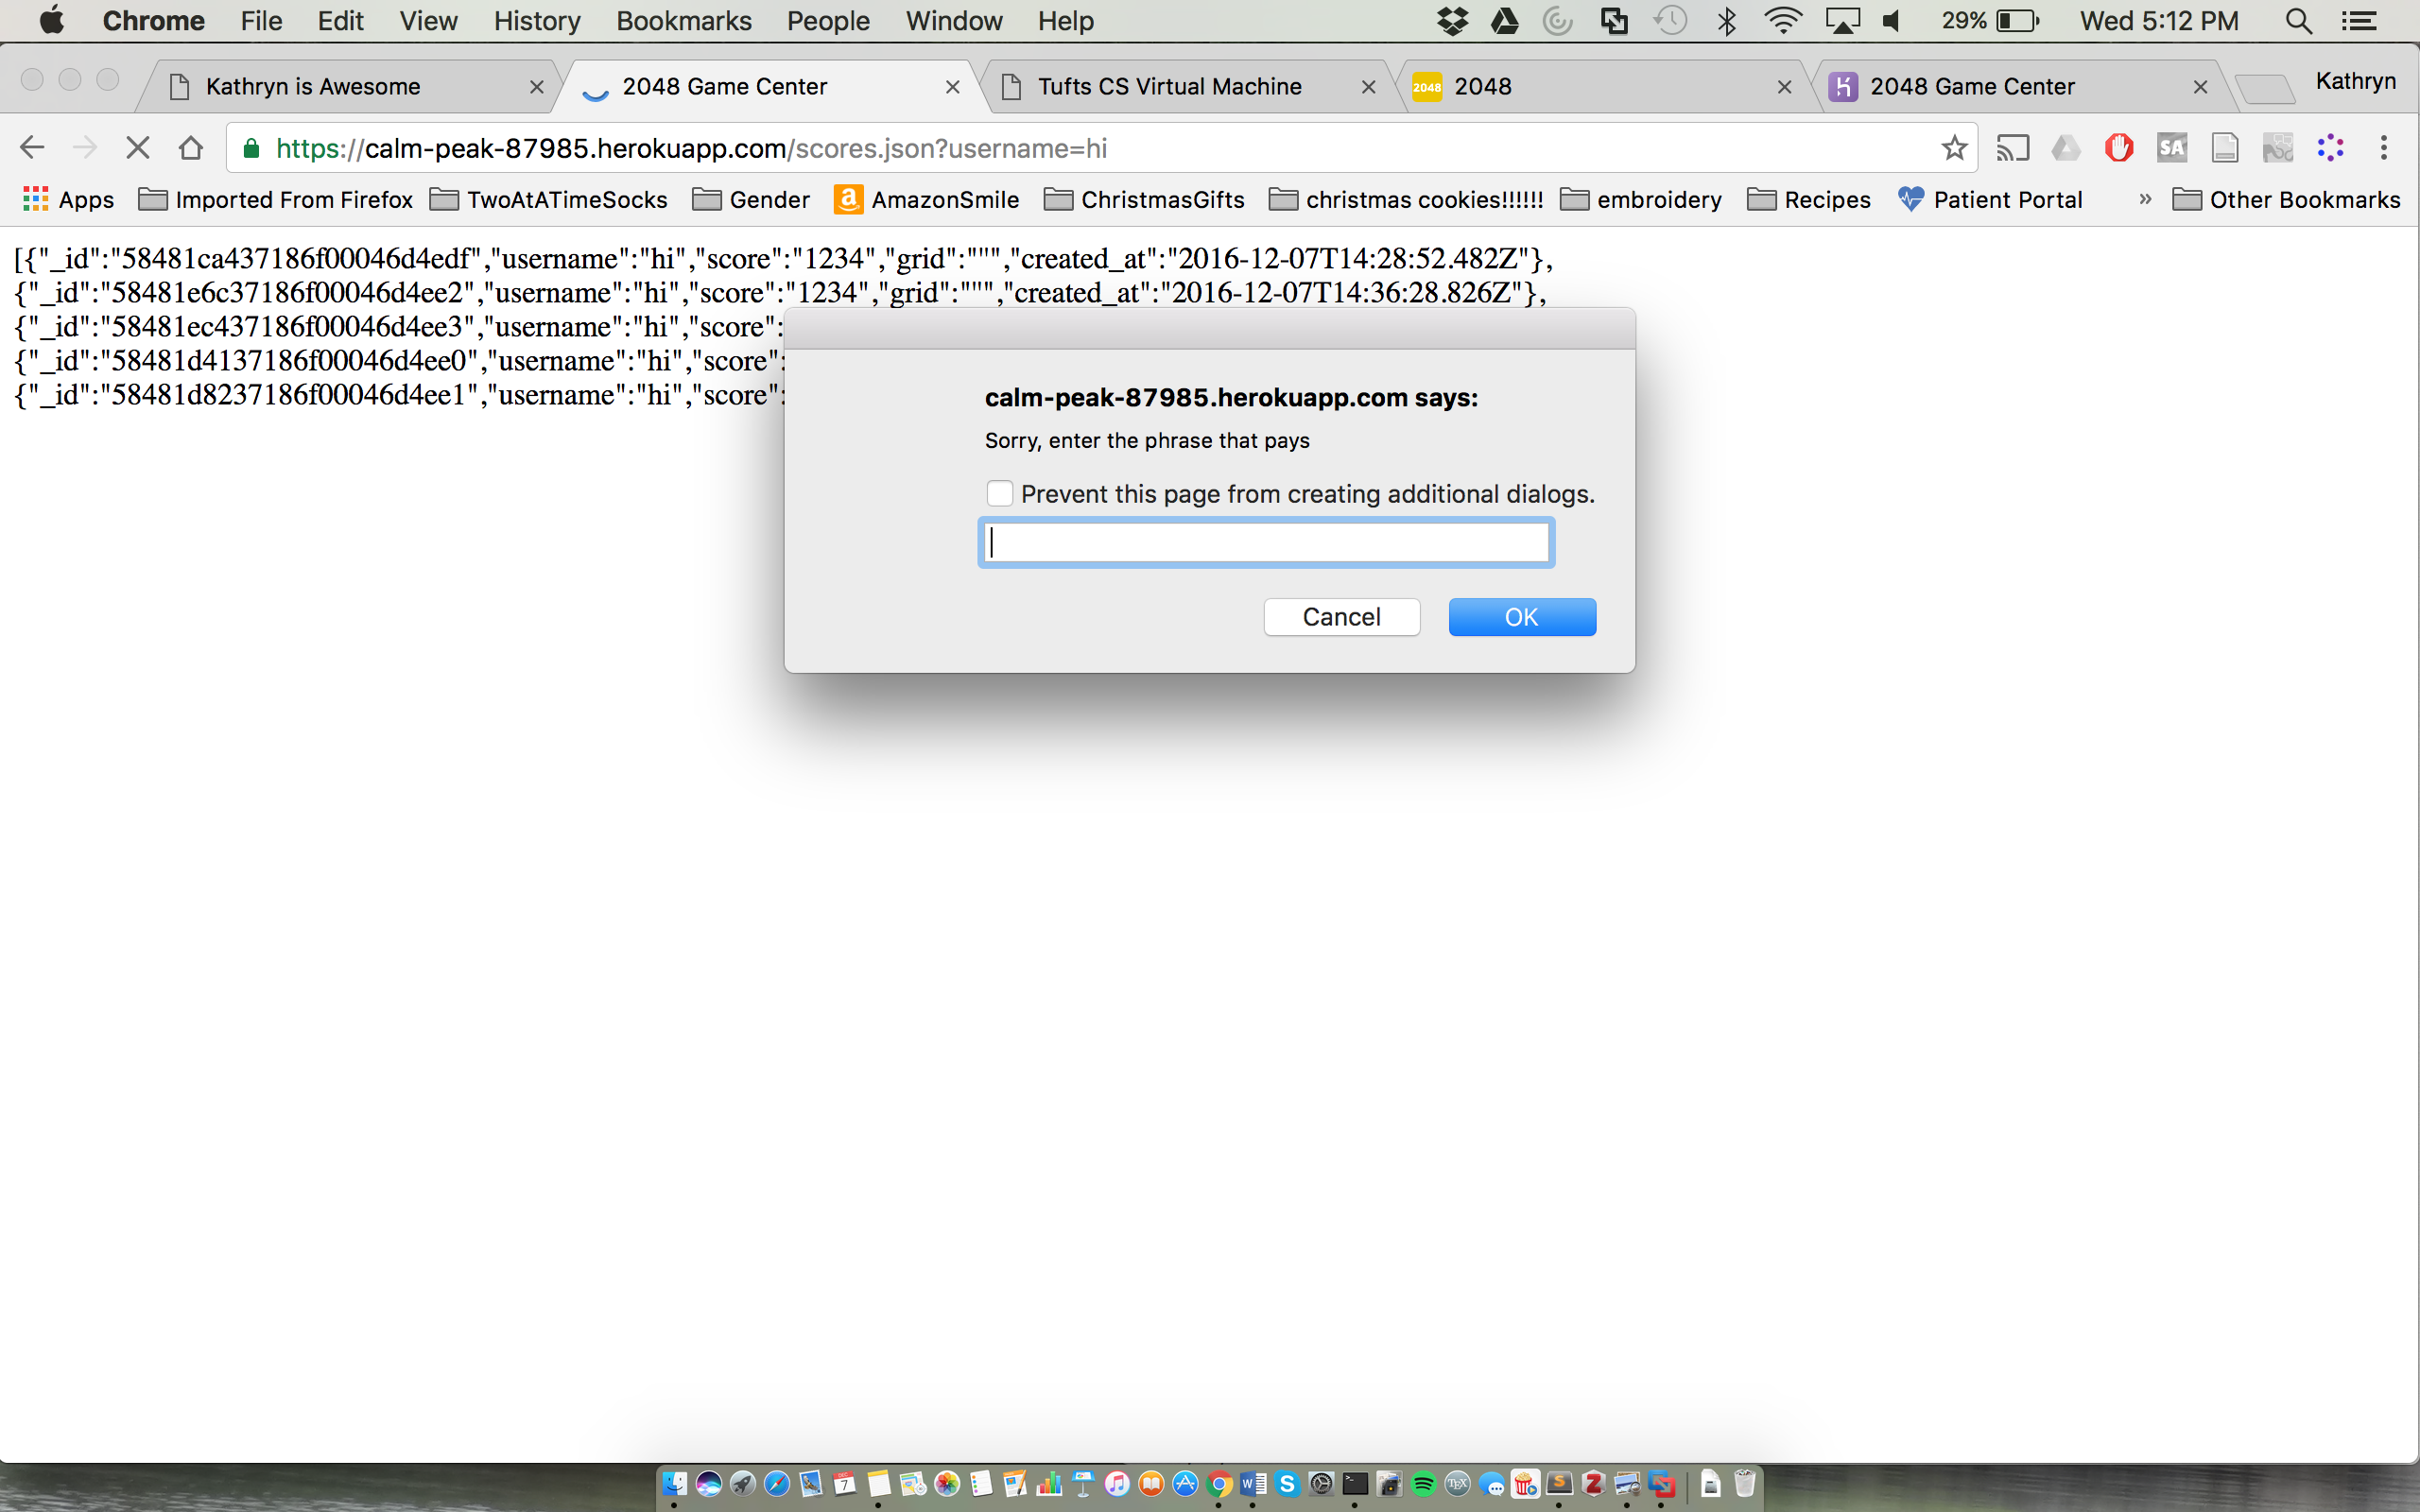 Chrome File Edit View History Bookmarks People Window Help 29% Wed 5:12 PM
Kathryn is Awesome 2048 Game Center Tufts CS Virtual Machine 2048 2048 2048 Game Center Kathryn
https://calm-peak-87985.herokuapp.com/scores.json?username=hi SA
Apps Imported From Firefox TwoAtATimeSocks Gender AmazonSmile ChristmasGifts christmas cookies!!!!!! embroidery Recipes Patient Portal » Other Bookmarks
[{"_id":"58481ca437186f00046d4edf","username":"hi","score":"1234","grid":""'","created_at":"2016-12-07T14:28:52.482Z"},
{"_id":"58481e6c37186f00046d4ee2","username":"hi","score":"1234","grid":""'","created_at":"2016-12-07T14:36:28.826Z"},
{"_id":"58481ec437186f00046d4ee3","username":"hi","score":
{"_id":"58481d4137186f00046d4ee0","username":"hi","score":
{"_id":"58481d8237186f00046d4ee1","username":"hi","score":
calm-peak-87985.herokuapp.com says:
Sorry, enter the phrase that pays
Prevent this page from creating additional dialogs.
Cancel OK